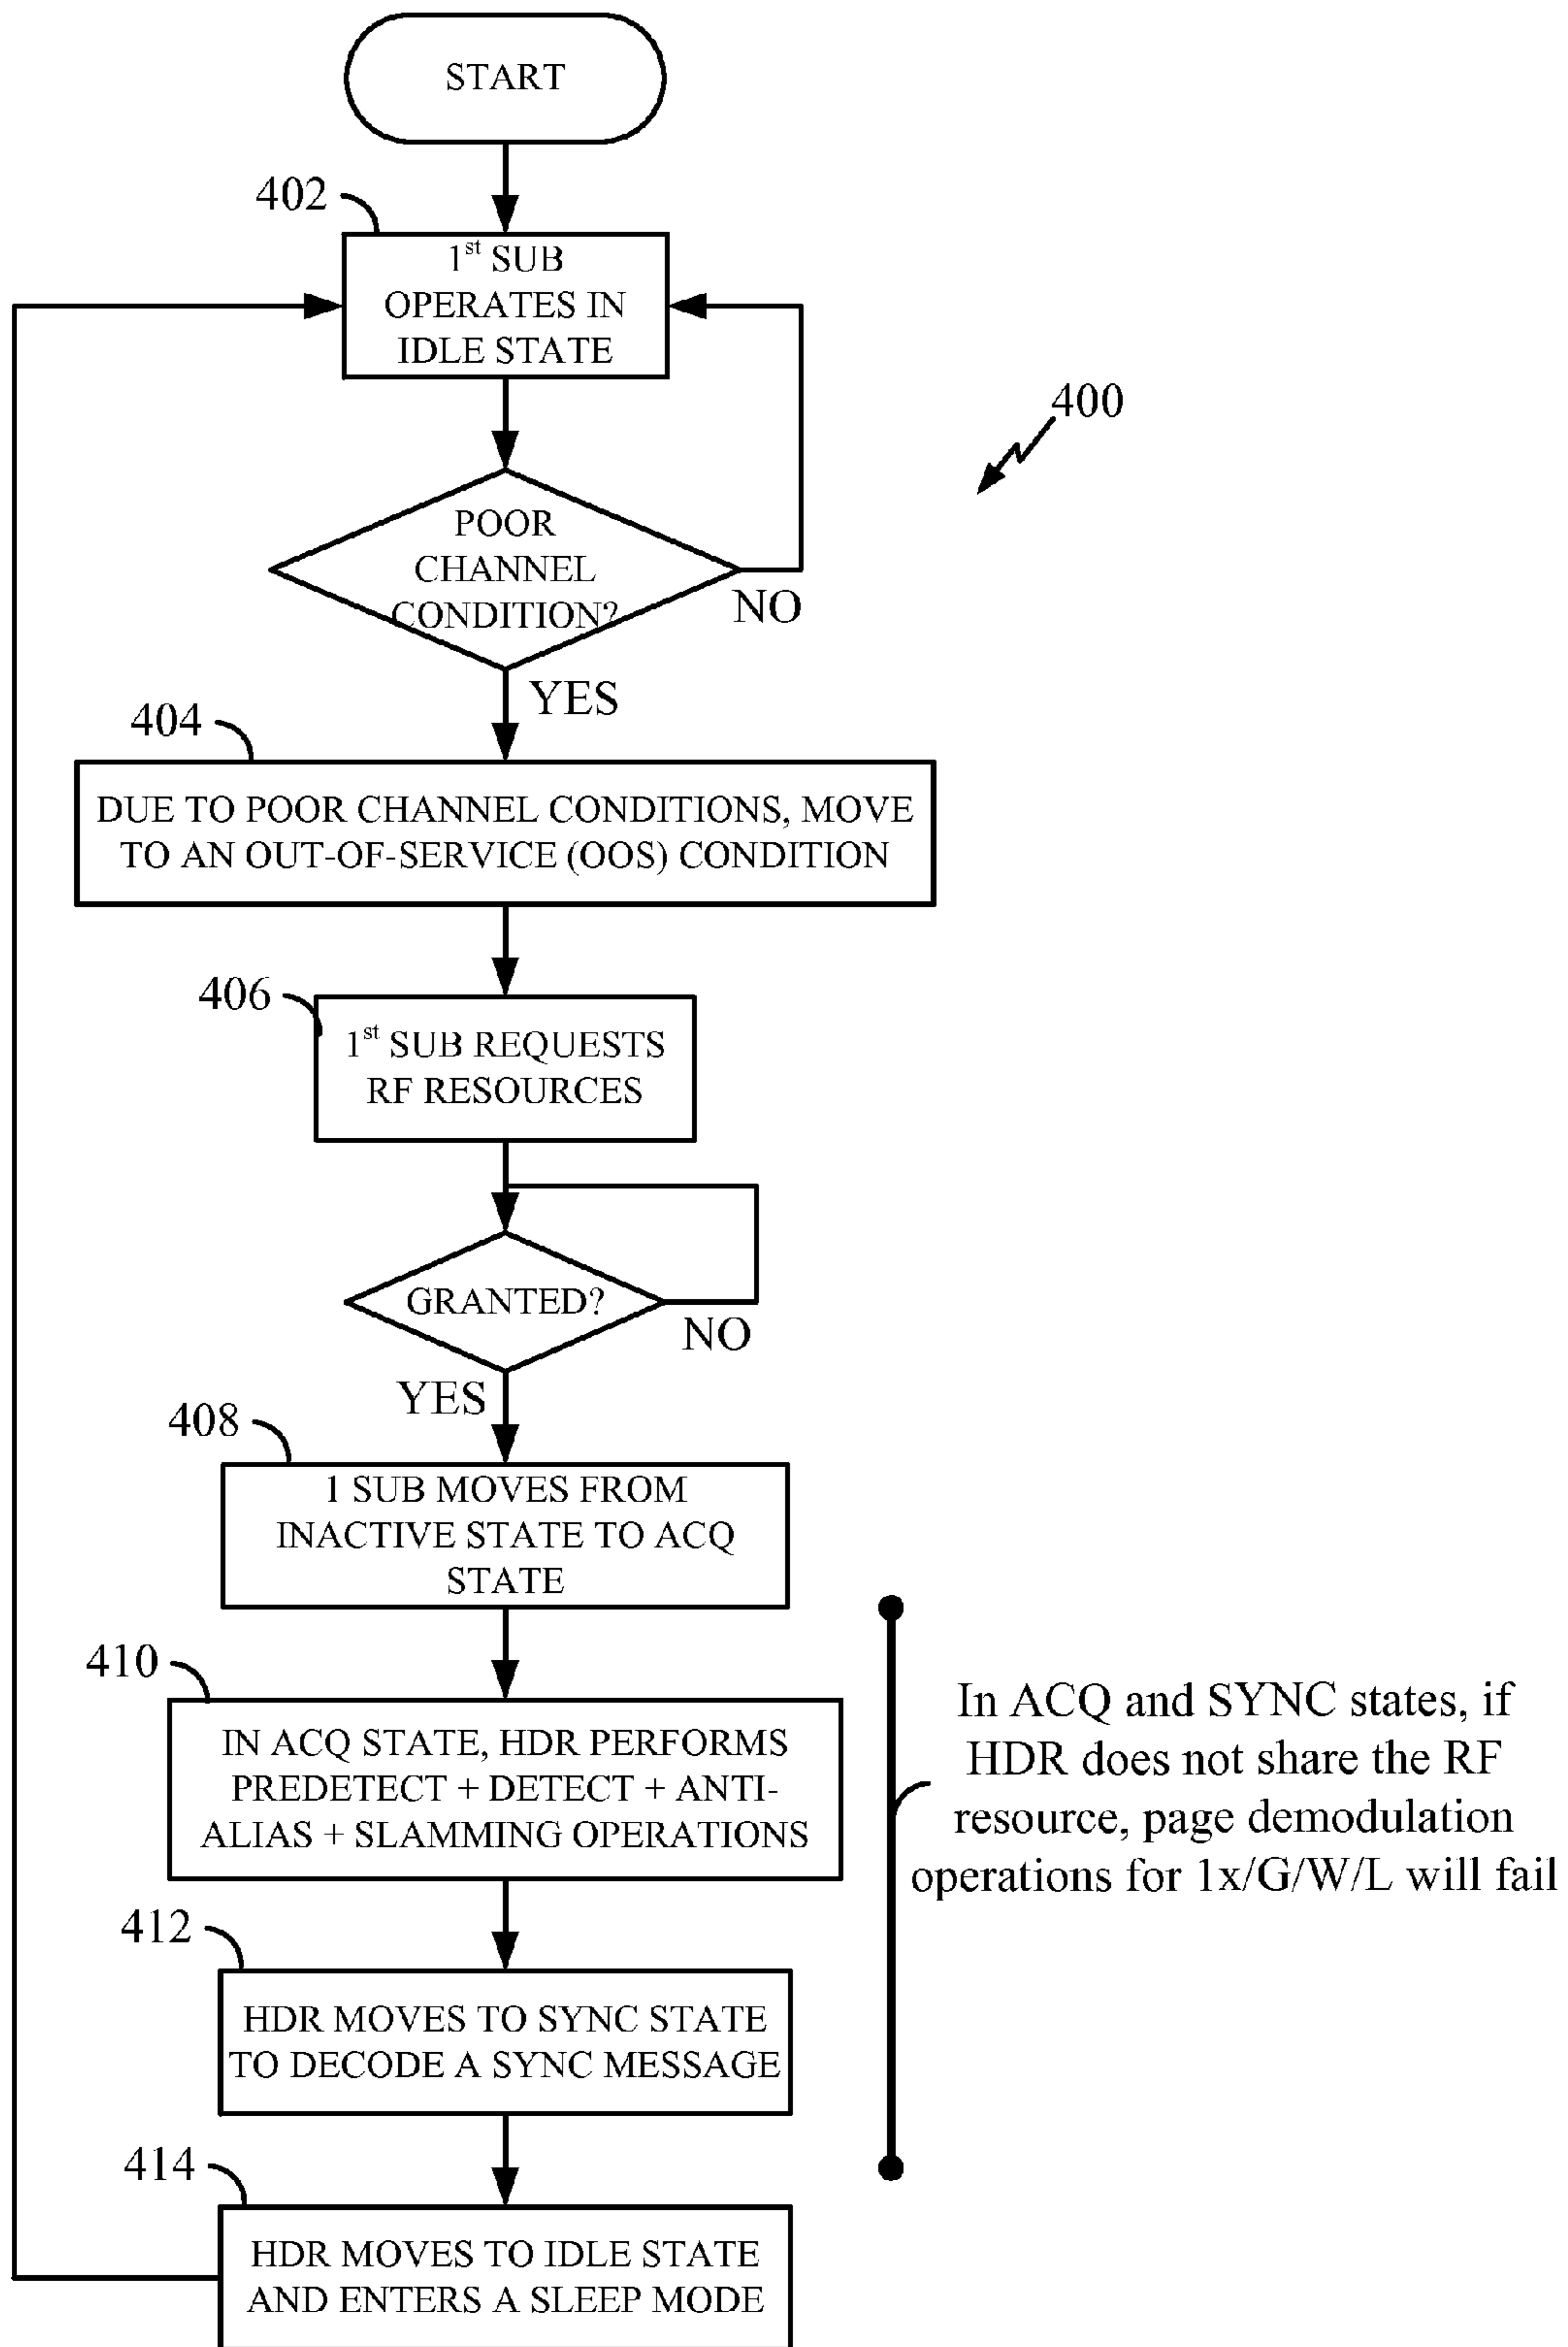 START
402
1st SUB
OPERATES IN
IDLE STATE
400
POOR
CHANNEL
CONDITION?
NO
YES
404
DUE TO POOR CHANNEL CONDITIONS, MOVE
TO AN OUT-OF-SERVICE (OOS) CONDITION
406
1st SUB REQUESTS
RF RESOURCES
GRANTED?
NO
YES
408
1 SUB MOVES FROM
INACTIVE STATE TO ACQ
STATE
410
IN ACQ STATE, HDR PERFORMS
PREDETECT + DETECT + ANTI-
ALIAS + SLAMMING OPERATIONS
In ACQ and SYNC states, if
HDR does not share the RF
resource, page demodulation
operations for 1x/G/W/L will fail
412
HDR MOVES TO SYNC STATE
TO DECODE A SYNC MESSAGE
414
HDR MOVES TO IDLE STATE
AND ENTERS A SLEEP MODE